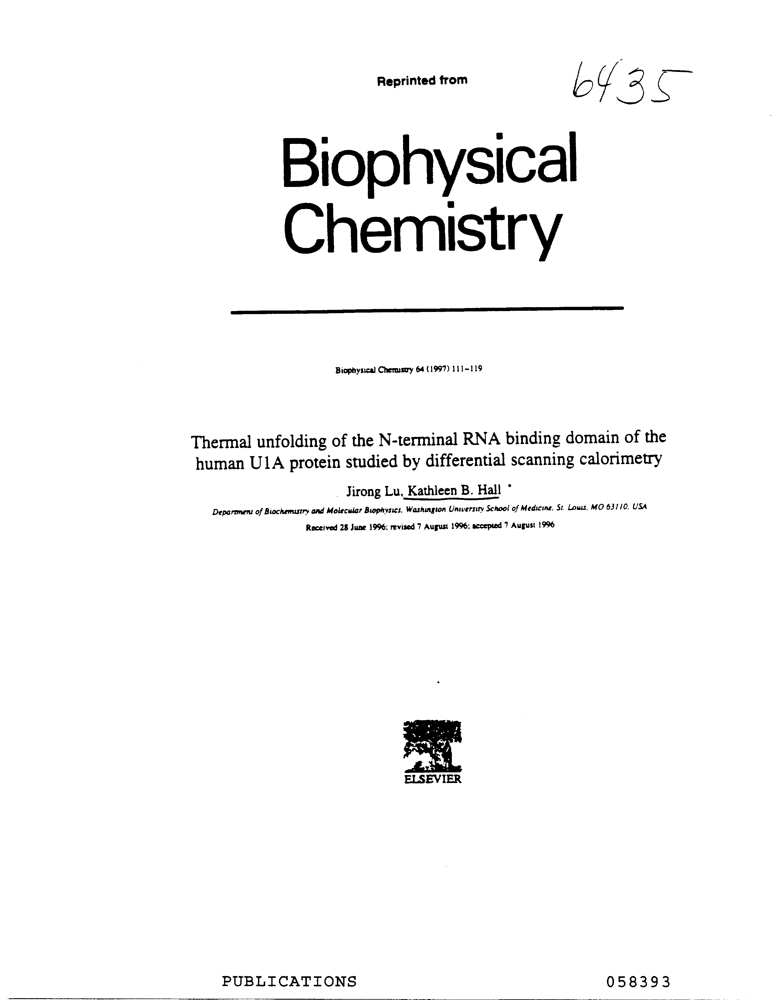 Reprinted from
6435
Biophysical
Chemistry
Biophysical Chemistry 64 (1997) 111-119
Thermal unfolding of the N-terminal RNA binding domain of the
human U1A protein studied by differential scanning calorimetry
Jirong Lu, Kathleen B. Hall *
Department of Biochemistry and Molecular Biophysics, Washington University School of Medicine, St. Louis, MO 63110, USA
Received 28 June 1996; revised 7 August 1996; accepted 7 August 1996
ELSEVIER
PUBLICATIONS 058393